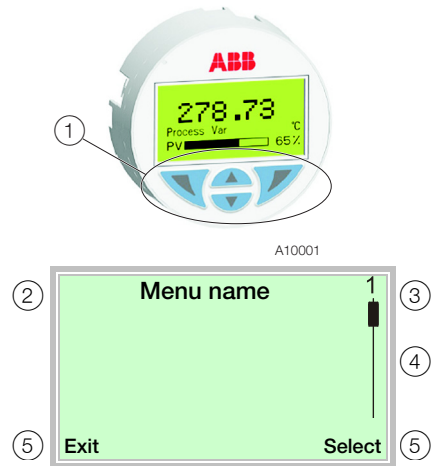 ABB
278.73
Process Var °C
PV 65%
1
A10001
2 Menu name 1 3
4
5 Exit Select 5